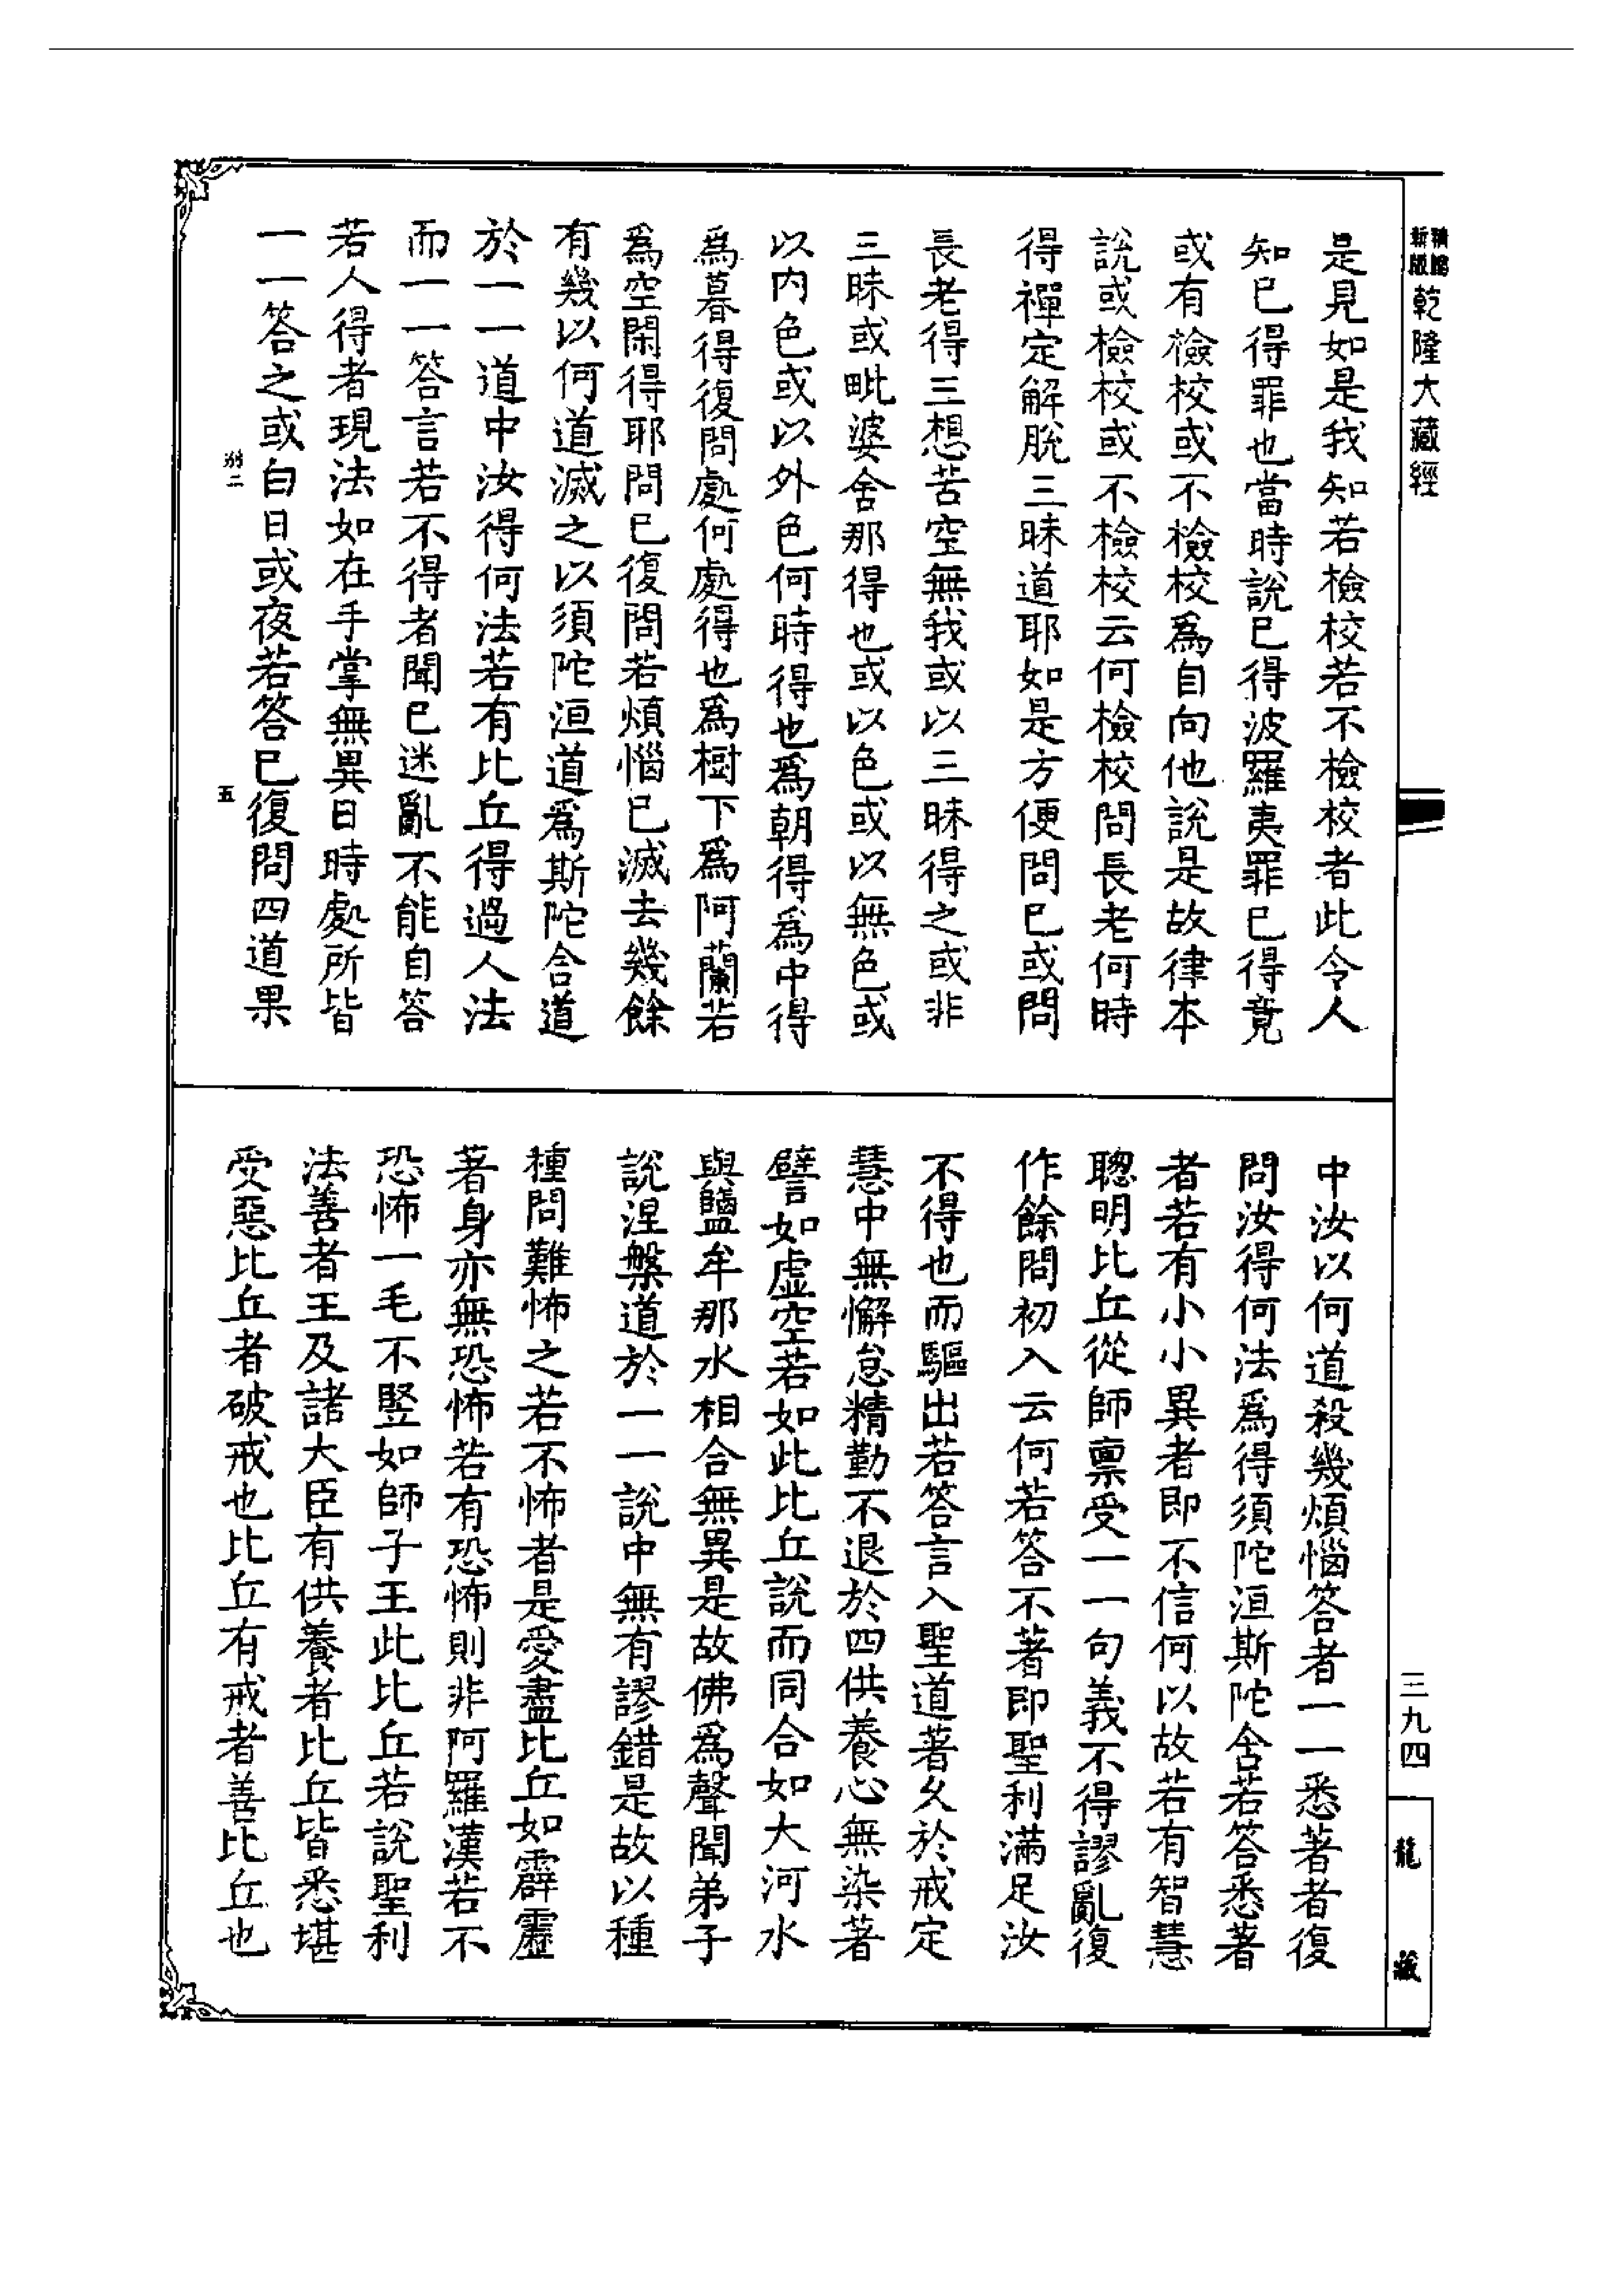 新版
乾隆大藏經
是見如是我知若檢校若不檢校者此令人
知已得罪也當時說已得波羅夷罪已得竟
或有檢校或不檢校為自向他說是故律本
說或檢校或不檢校云何檢校問長老何時
得禪定解脫三昧道耶如是方便問已或問
長老得三想苦空無我或以三昧得之或非
三昧或毗婆舍那得也或以色或以無色或
以內色或以外色何時得也為朝得為中得
為暮得復問處何處得也為樹下為阿蘭若
為空閑得耶問已復問若煩惱已滅去幾餘
有幾以何道滅之以須陀洹道為斯陀含道
於一一道中汝得何法若有比丘得過人法
而一一答言若不得者聞已迷亂不能自答
若人得者現法如在手掌無異日時處所皆
一一答之或白日或夜若答已復問四道果
五
中汝以何道殺幾煩惱答者一一悉著者復
問汝得何法為得須陀洹斯陀含若答悉著
者若有小小異者即不信何以故若有智慧
聰明比丘從師稟受一一句義不得謬亂復
作餘問初入云何若答不著即聖利滿足汝
不得也而驅出若答言入聖道著久於戒定
慧中無懈怠精勤不退於四供養心無染著
譬如虛空若如此比丘說而同合如大河水
與鹽牟那水相合無異是故佛為聲聞弟子
說涅槃道於一一說中無有謬錯是故以種
種問難怖之若不怖者是愛盡比丘如霹靂
著身亦無恐怖若有恐怖則非阿羅漢若不
恐怖一毛不豎如師子王此比丘若說聖利
法善者王及諸大臣有供養者比丘皆悉堪
受惡比丘者破戒也比丘有戒者善比丘也
三九四
龍藏